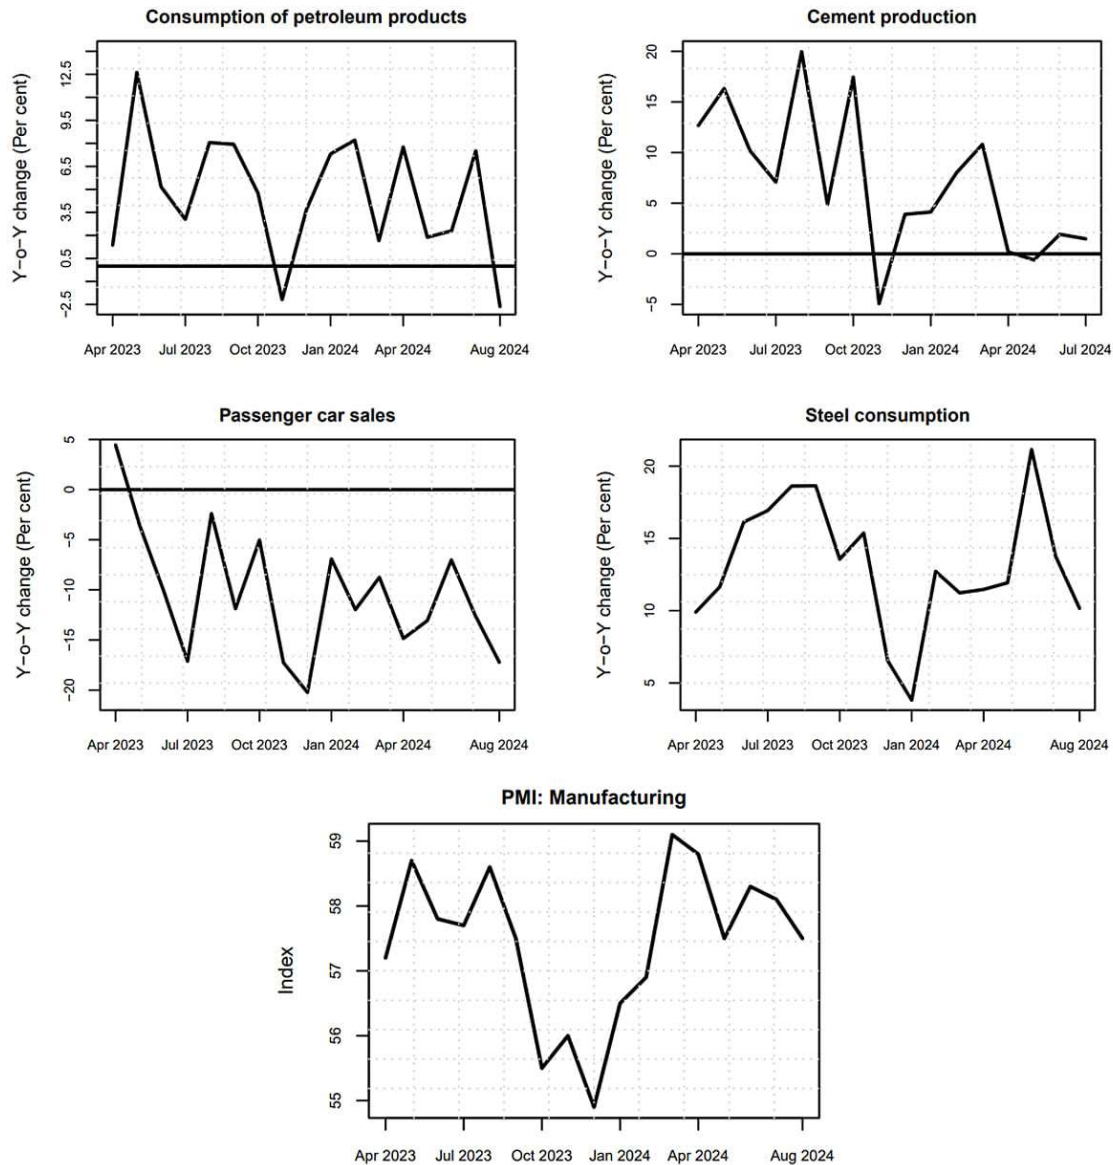 Consumption of petroleum products
Y-o-Y change (Per cent)
12.5
9.5
6.5
3.5
0.5
-2.5
Apr 2023 Jul 2023 Oct 2023 Jan 2024 Apr 2024 Aug 2024
Cement production
Y-o-Y change (Per cent)
20
15
10
5
0
-5
Apr 2023 Jul 2023 Oct 2023 Jan 2024 Apr 2024 Jul 2024
Passenger car sales
Y-o-Y change (Per cent)
5
0
-5
-10
-15
-20
Apr 2023 Jul 2023 Oct 2023 Jan 2024 Apr 2024 Aug 2024
Steel consumption
Y-o-Y change (Per cent)
20
15
10
5
Apr 2023 Jul 2023 Oct 2023 Jan 2024 Apr 2024 Aug 2024
PMI: Manufacturing
Index
59
58
57
56
55
Apr 2023 Jul 2023 Oct 2023 Jan 2024 Apr 2024 Aug 2024